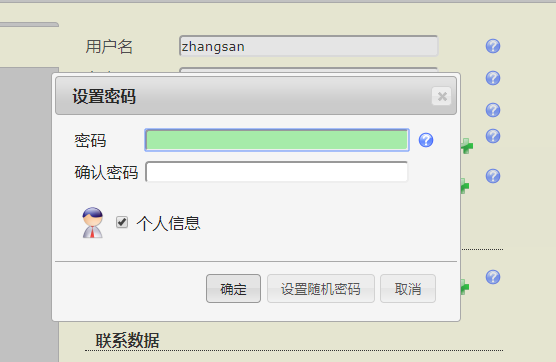 用户名 zhangsan
设置密码
密码
确认密码
个人信息
确定 设置随机密码 取消
联系数据